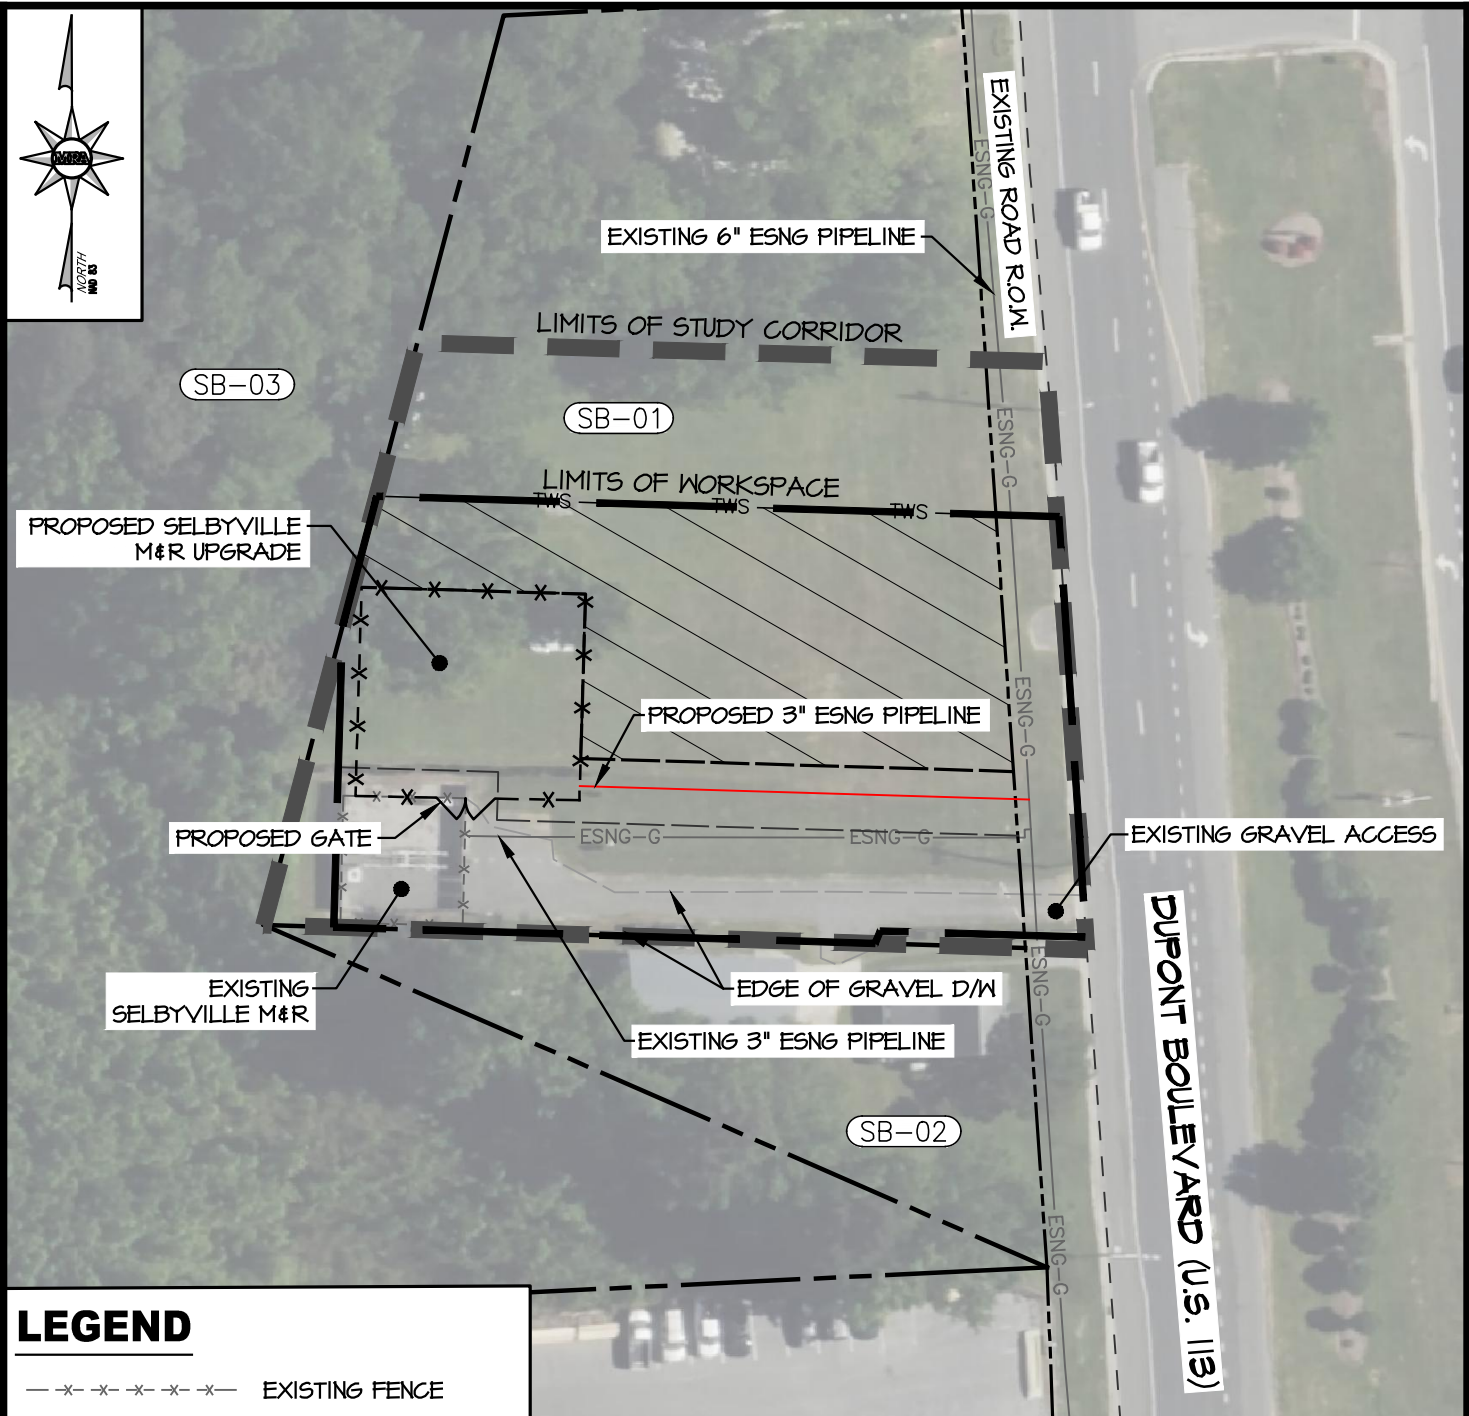 MRA
NORTH
NAD 83
EXISTING ROAD R.O.W.
ESNG-G
EXISTING 6" ESNG PIPELINE
LIMITS OF STUDY CORRIDOR
SB-03
SB-01
ESNG-G
LIMITS OF WORKSPACE
TWS
TWS
TWS
PROPOSED SELBYVILLE
M&R UPGRADE
ESNG-G
PROPOSED 3" ESNG PIPELINE
PROPOSED GATE
ESNG-G
ESNG-G
EXISTING GRAVEL ACCESS
EXISTING
SELBYVILLE M&R
EDGE OF GRAVEL D/W
ESNG-G
EXISTING 3" ESNG PIPELINE
DUPONT BOULEVARD (U.S. 113)
SB-02
ESNG-G
LEGEND
EXISTING FENCE